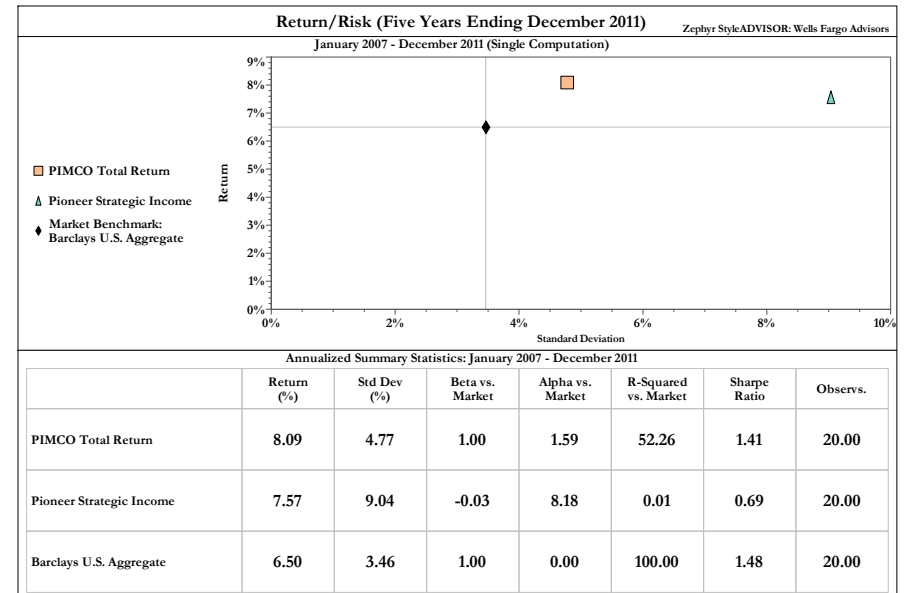 Return/Risk (Five Years Ending December 2011)
Zephyr StyleADVISOR: Wells Fargo Advisors
January 2007 - December 2011 (Single Computation)
PIMCO Total Return
Pioneer Strategic Income
Market Benchmark:
Barclays U.S. Aggregate
Return
9%
8%
7%
6%
5%
4%
3%
2%
1%
0%
0% 2% 4% 6% 8% 10%
Standard Deviation
Annualized Summary Statistics: January 2007 - December 2011
Return (%) Std Dev (%) Beta vs. Market Alpha vs. Market R-Squared vs. Market Sharpe Ratio Observs.
PIMCO Total Return 8.09 4.77 1.00 1.59 52.26 1.41 20.00
Pioneer Strategic Income 7.57 9.04 -0.03 8.18 0.01 0.69 20.00
Barclays U.S. Aggregate 6.50 3.46 1.00 0.00 100.00 1.48 20.00